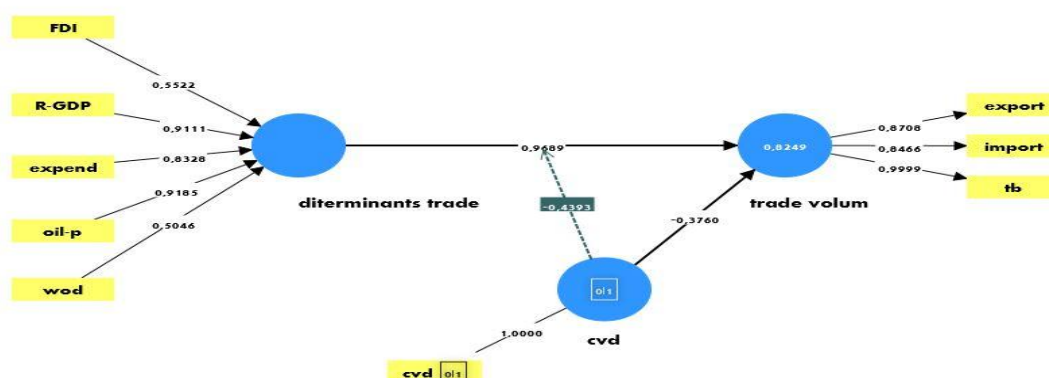 FDI
0,5522
R-GDP
0,9111
expend
0,8328
0,9185
oil-p
0,5046
wod
diterminants trade
0,9689
-0,4393
-0,3760
0|1
cvd
1,0000
cvd 0|1
0,8249
trade volum
0,8708
export
0,8466
import
0,9999
tb